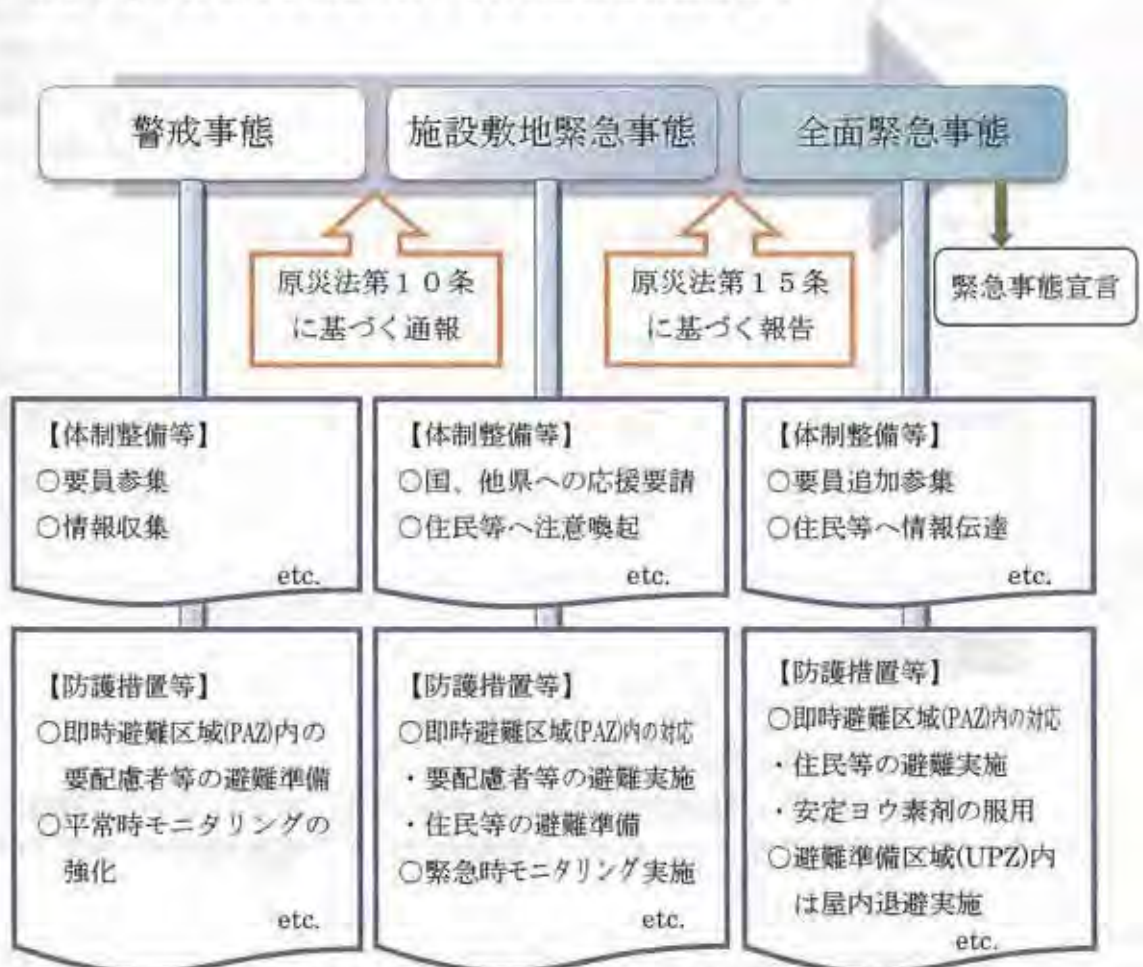 警戒事態
施設敷地緊急事態
全面緊急事態
原災法第10条
に基づく通報
原災法第15条
に基づく報告
緊急事態宣言
【体制整備等】
○要員参集
○情報収集
etc.
【体制整備等】
○国、他県への応援要請
○住民等へ注意喚起
etc.
【体制整備等】
○要員追加参集
○住民等へ情報伝達
etc.
【防護措置等】
○即時避難区域(PAZ)内の
要配慮者等の避難準備
○平常時モニタリングの
強化
etc.
【防護措置等】
○即時避難区域(PAZ)内の対応
・要配慮者等の避難実施
・住民等の避難準備
○緊急時モニタリング実施
etc.
【防護措置等】
○即時避難区域(PAZ)内の対応
・住民等の避難実施
・安定ヨウ素剤の服用
○避難準備区域(UPZ)内
は屋内退避実施
etc.